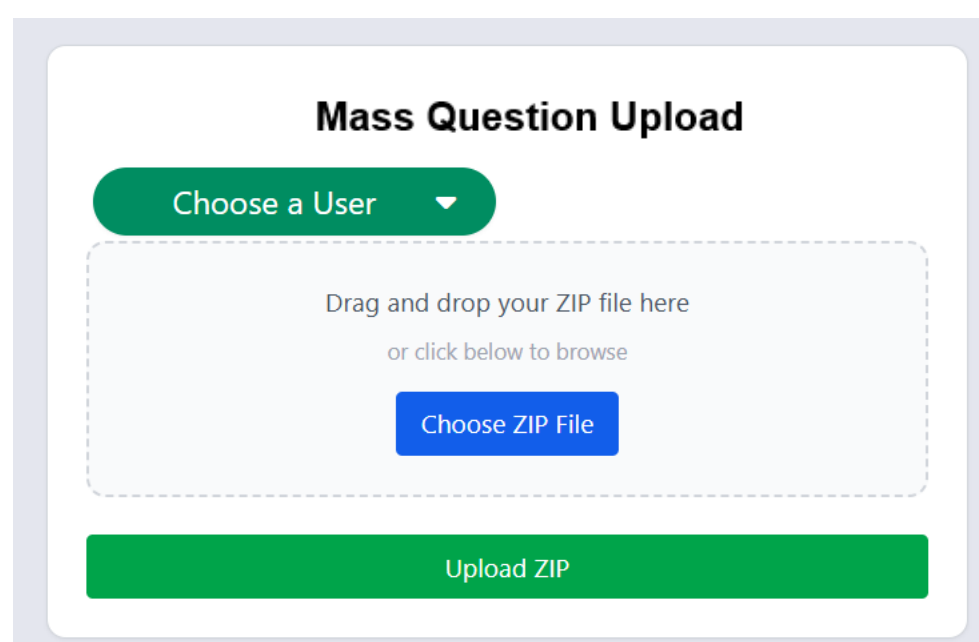 Mass Question Upload
Choose a User
Drag and drop your ZIP file here
or click below to browse
Choose ZIP File
Upload ZIP